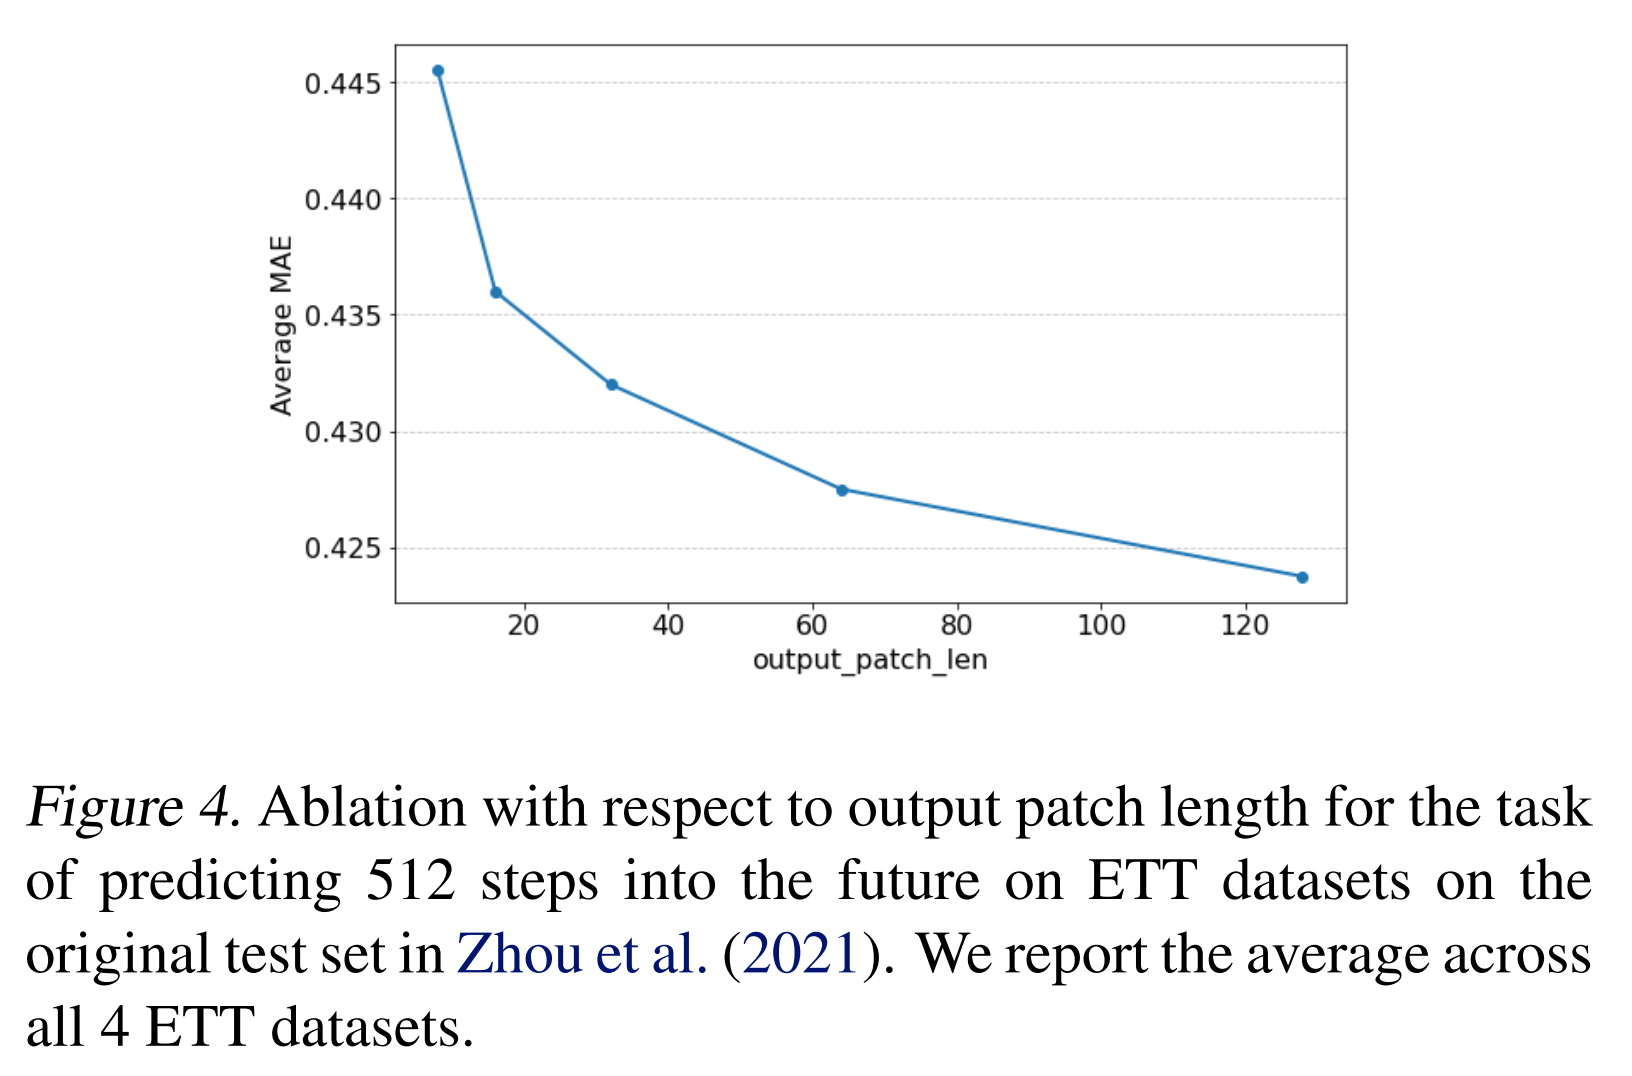 0.445
0.440
0.435
0.430
0.425
Average MAE
20 40 60 80 100 120
output_patch_len
Figure 4. Ablation with respect to output patch length for the task
of predicting 512 steps into the future on ETT datasets on the
original test set in Zhou et al. (2021). We report the average across
all 4 ETT datasets.